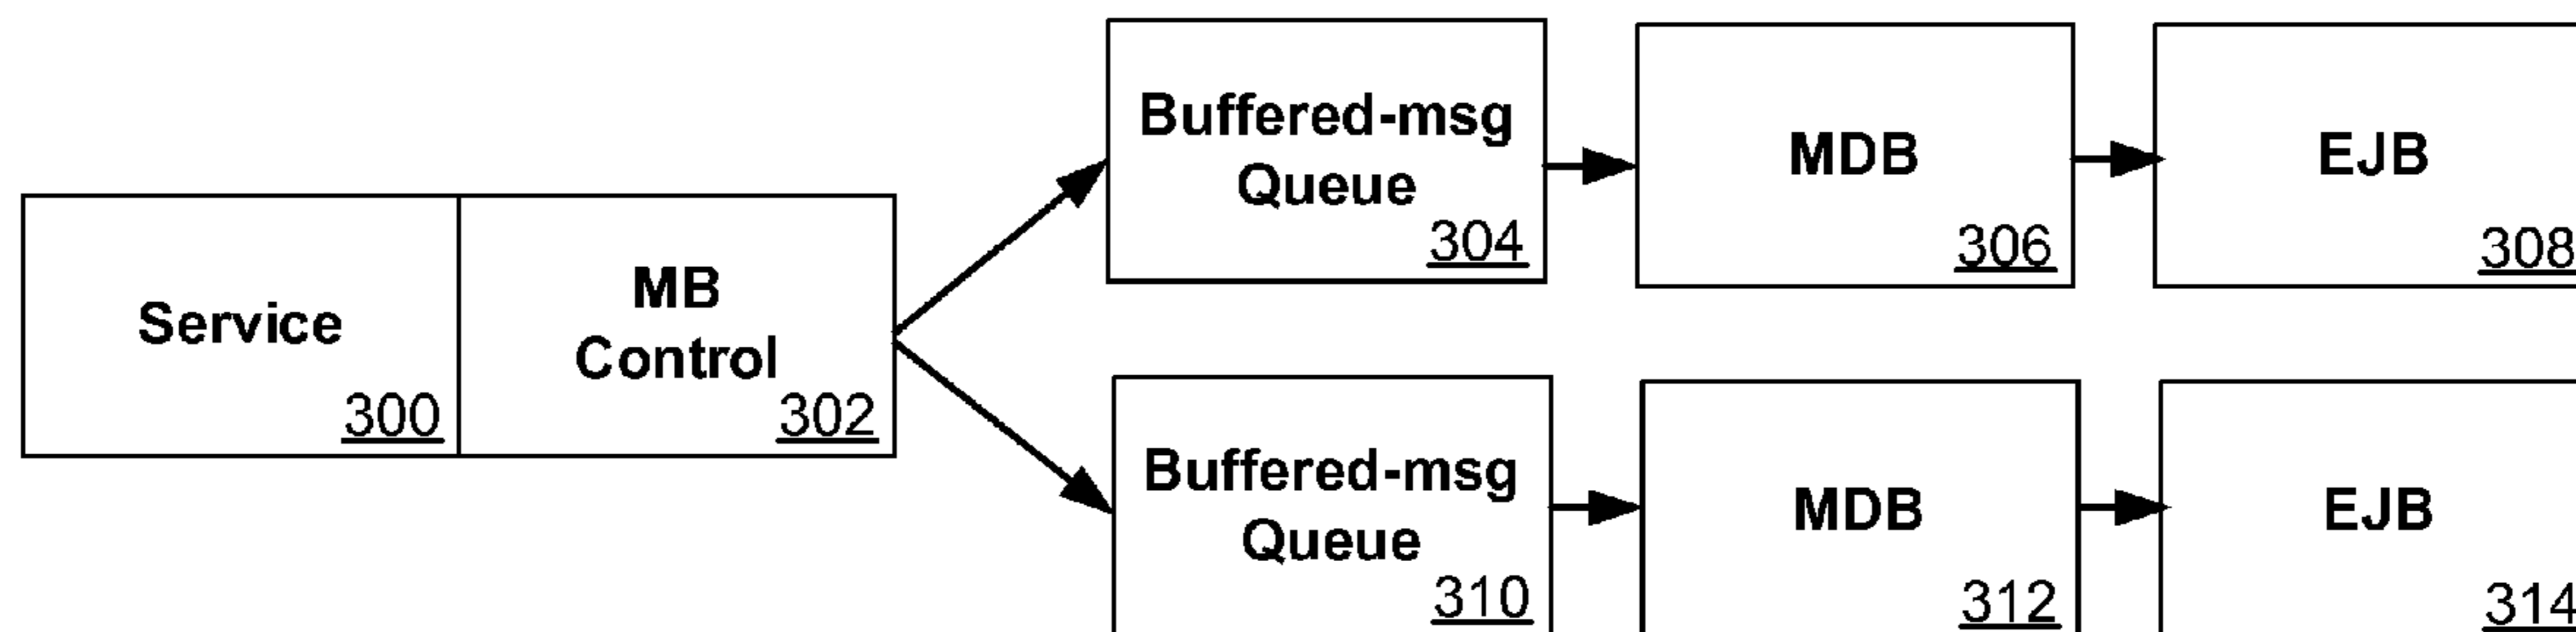 Service
300
MB
Control
302
Buffered-msg
Queue
304
MDB
306
EJB
308
Buffered-msg
Queue
310
MDB
312
EJB
314